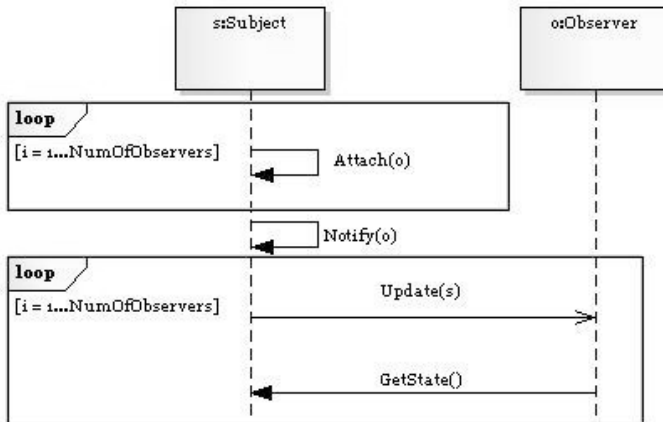 s:Subject
o:Observer
loop
[i = 1...NumOfObservers]
Attach(o)
Notify(o)
loop
[i = 1...NumOfObservers]
Update(s)
GetState()